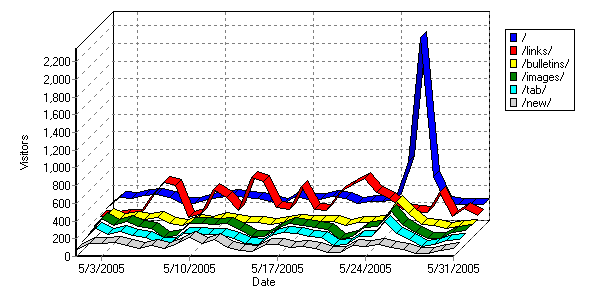 2,200
2,000
1,800
1,600
1,400
1,200
1,000
800
600
400
200
0
Visitors
5/3/2005 5/10/2005 5/17/2005 5/24/2005 5/31/2005
Date
/
/links/
/bulletins/
/images/
/tab/
/new/